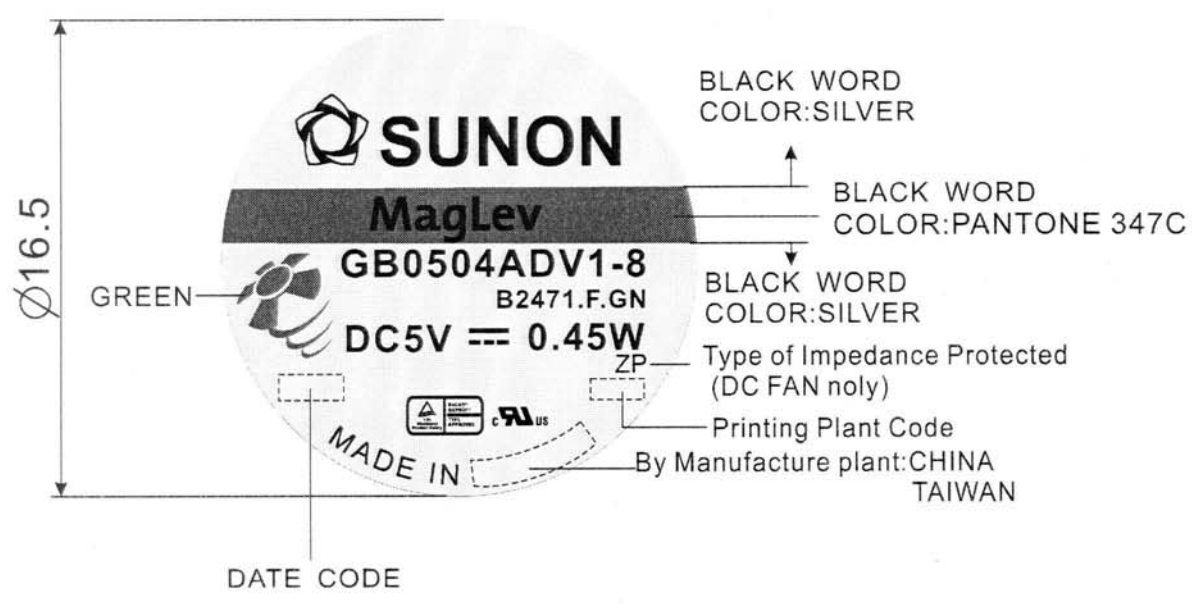 Ø16.5
SUNON
MagLev
GB0504ADV1-8
B2471.F.GN
DC5V ⎓ 0.45W
ZP
c RU US
MADE IN
GREEN
DATE CODE
BLACK WORD
COLOR:SILVER
BLACK WORD
COLOR:PANTONE 347C
BLACK WORD
COLOR:SILVER
Type of Impedance Protected
(DC FAN noly)
Printing Plant Code
By Manufacture plant:CHINA
TAIWAN